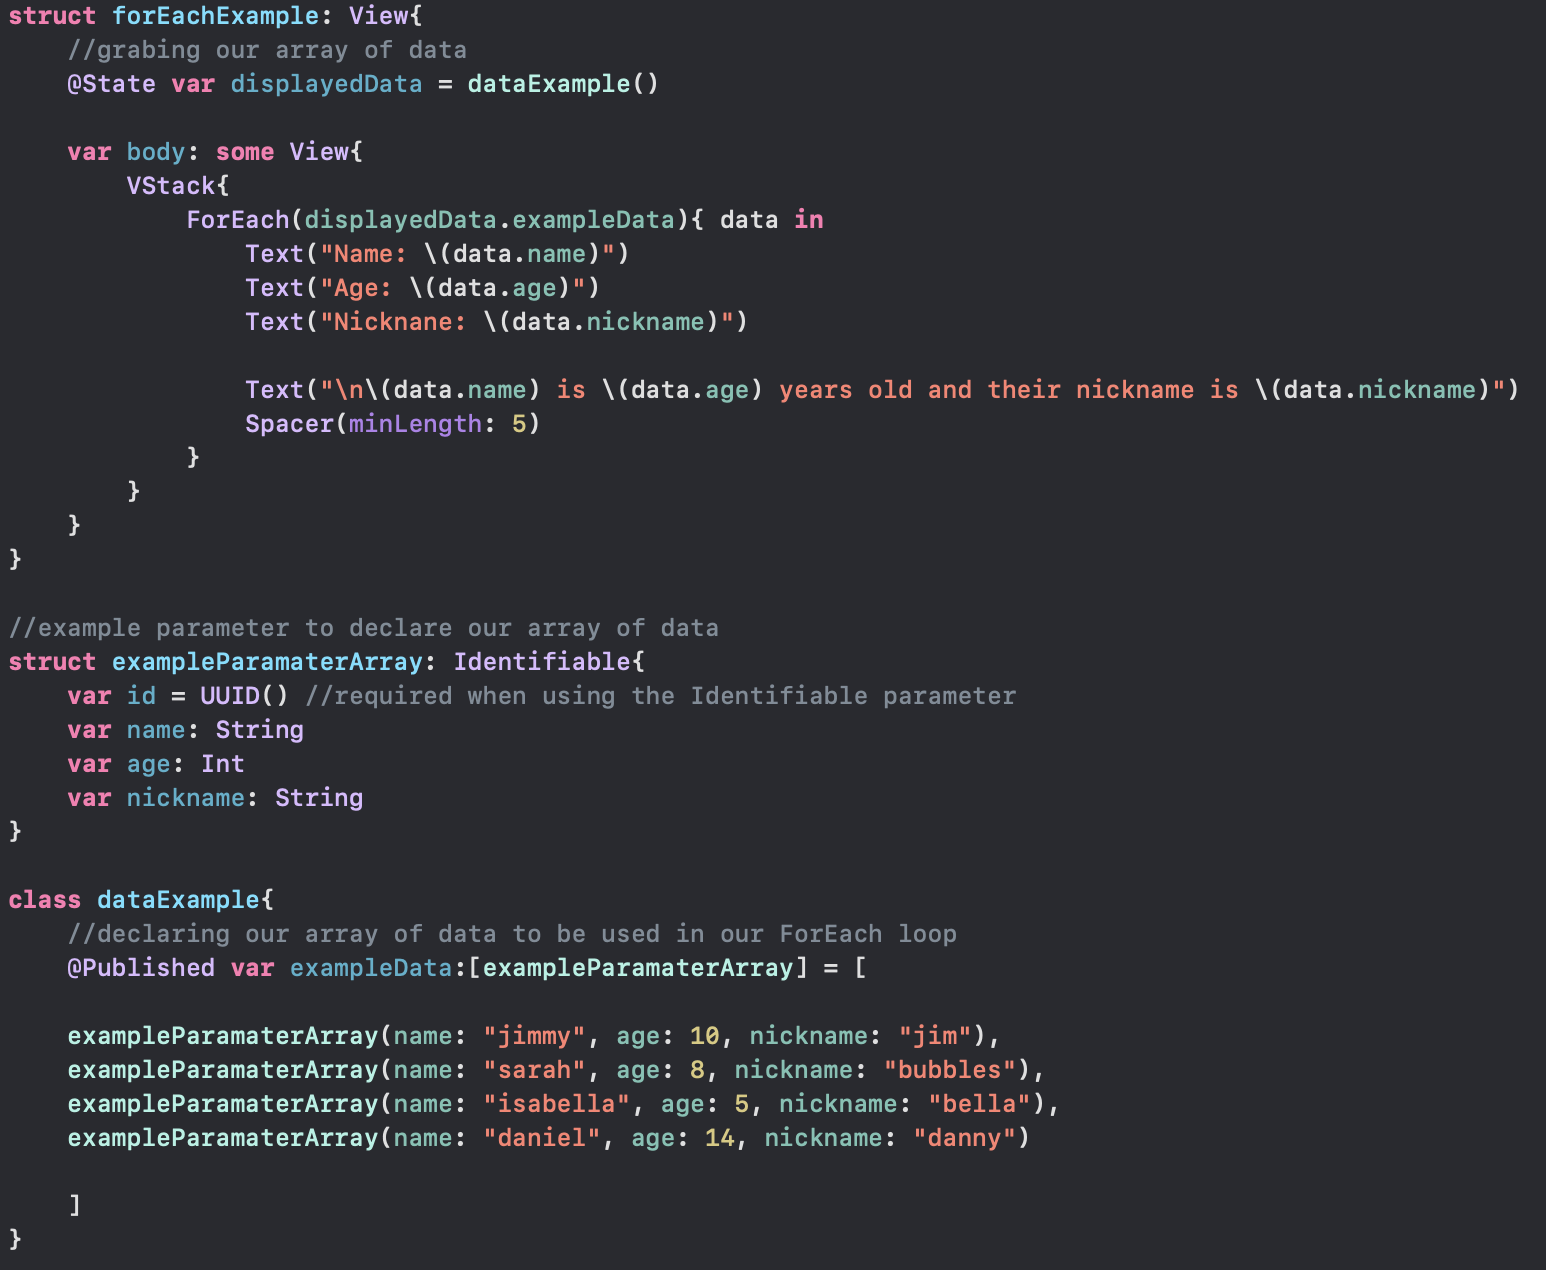 struct forEachExample: View{
    //grabing our array of data
    @State var displayedData = dataExample()

    var body: some View{
        VStack{
            ForEach(displayedData.exampleData){ data in
                Text("Name: \(data.name)")
                Text("Age: \(data.age)")
                Text("Nicknane: \(data.nickname)")

                Text("\n\(data.name) is \(data.age) years old and their nickname is \(data.nickname)")
                Spacer(minLength: 5)
            }
        }
    }
}

//example parameter to declare our array of data
struct exampleParamaterArray: Identifiable{
    var id = UUID() //required when using the Identifiable parameter
    var name: String
    var age: Int
    var nickname: String
}

class dataExample{
    //declaring our array of data to be used in our ForEach loop
    @Published var exampleData:[exampleParamaterArray] = [

    exampleParamaterArray(name: "jimmy", age: 10, nickname: "jim"),
    exampleParamaterArray(name: "sarah", age: 8, nickname: "bubbles"),
    exampleParamaterArray(name: "isabella", age: 5, nickname: "bella"),
    exampleParamaterArray(name: "daniel", age: 14, nickname: "danny")

    ]
}